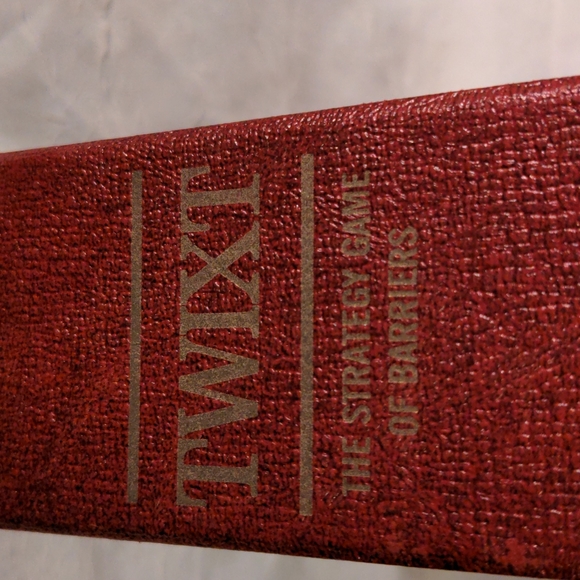 TWIXT
THE STRATEGY GAME
OF BARRIERS